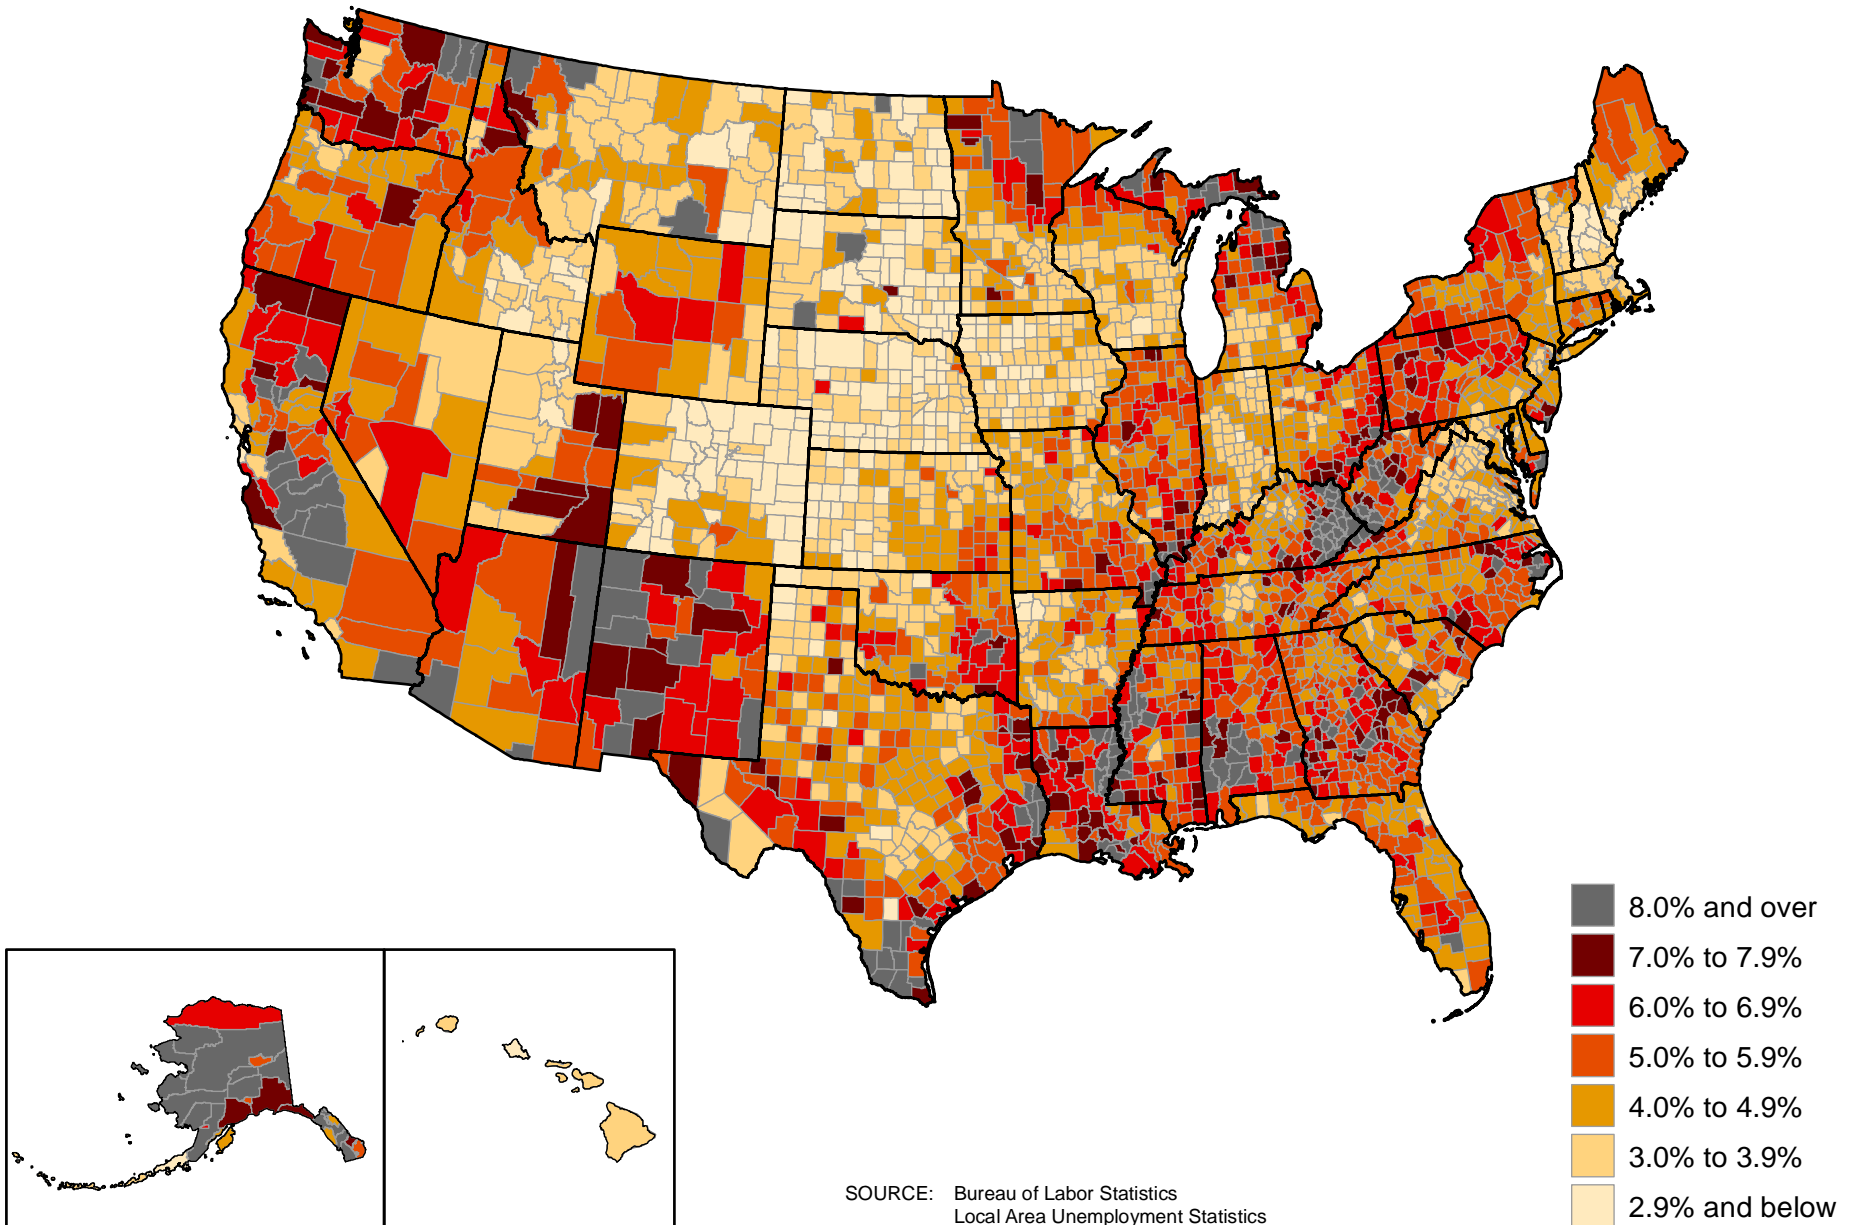 8.0% and over
7.0% to 7.9%
6.0% to 6.9%
5.0% to 5.9%
4.0% to 4.9%
3.0% to 3.9%
2.9% and below
SOURCE: Bureau of Labor Statistics
Local Area Unemployment Statistics